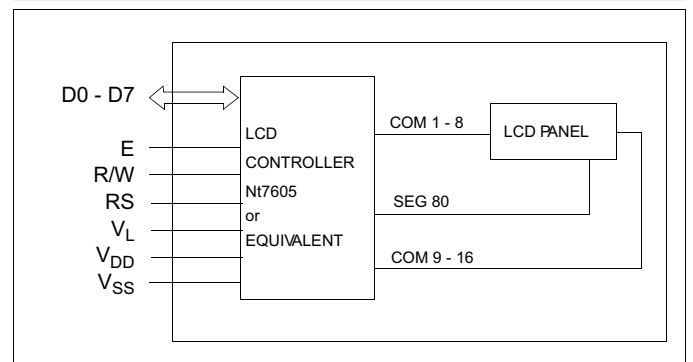 D0 - D7
E
R/W
RS
VL
VDD
VSS
LCD
CONTROLLER
Nt7605
or
EQUIVALENT
COM 1 - 8
SEG 80
COM 9 - 16
LCD PANEL